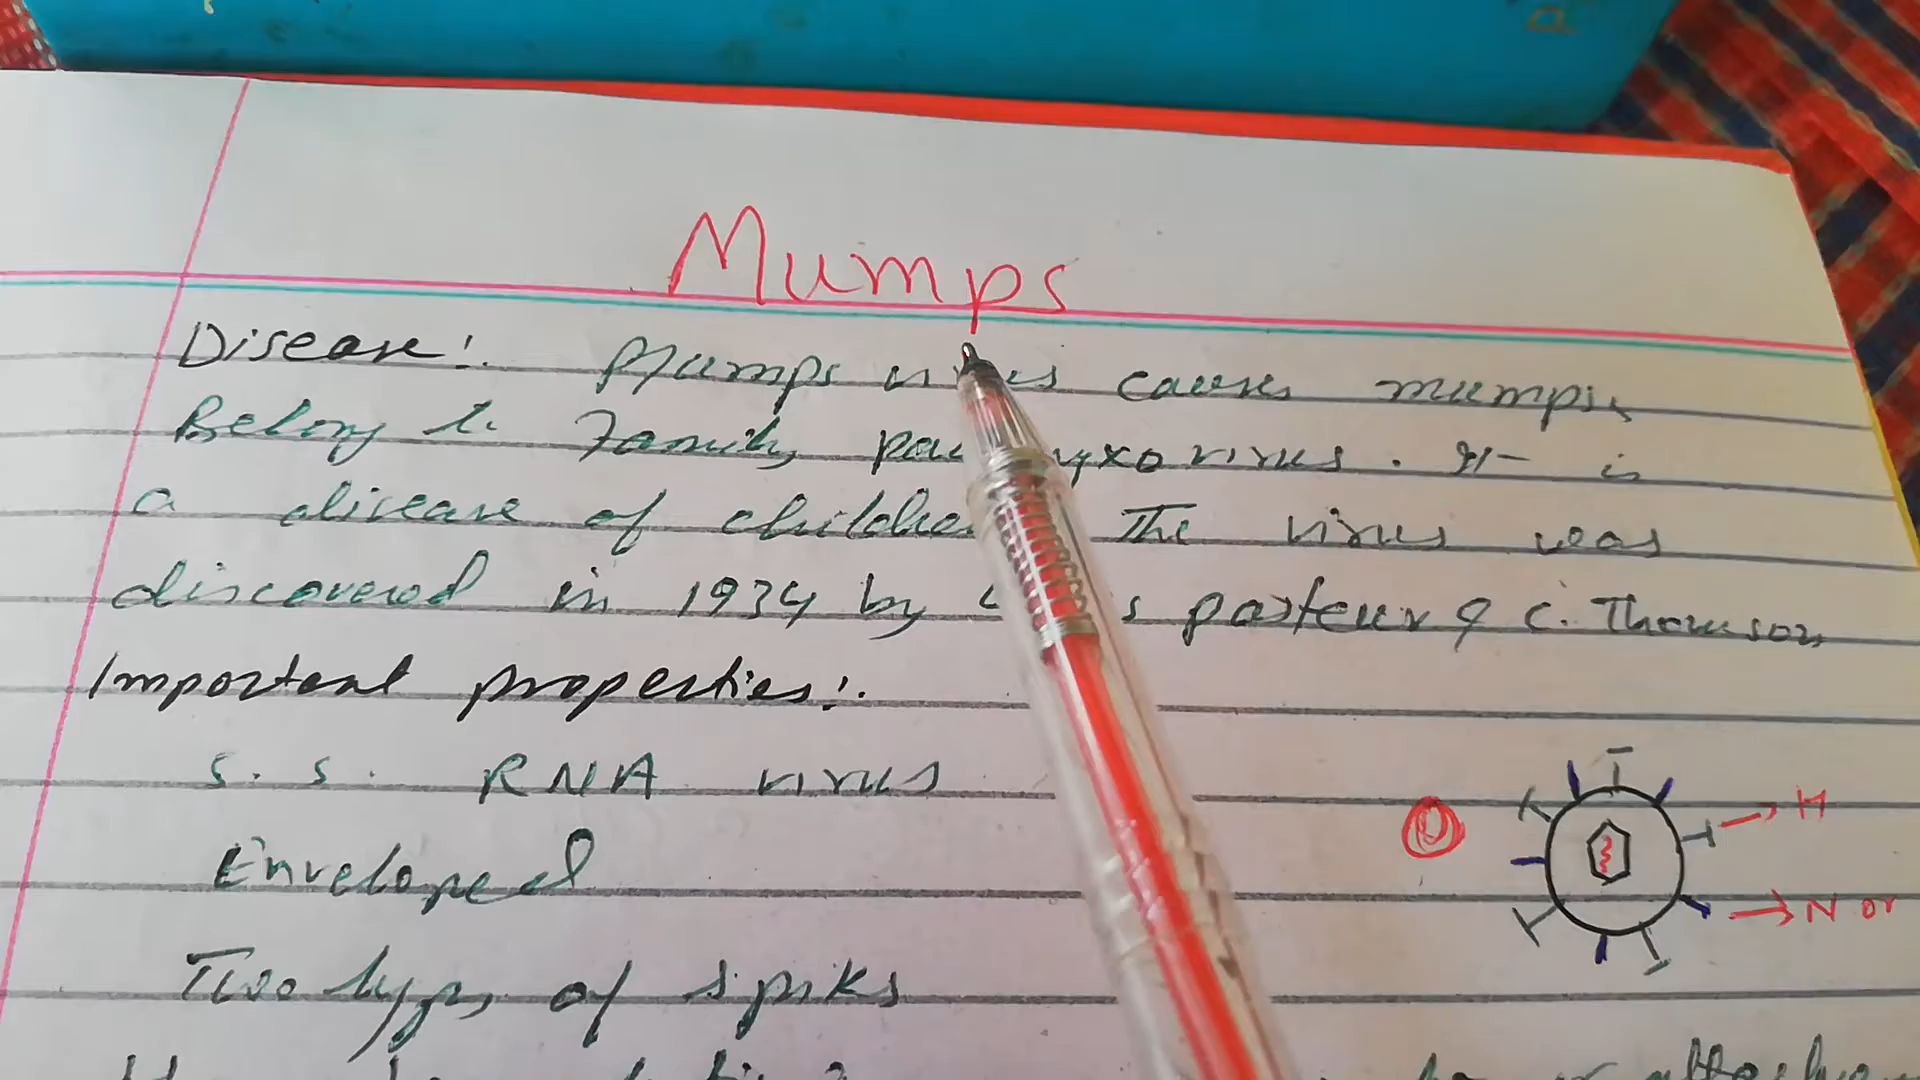 Mumps
Disease:. Mumps causes mumps,
Belong to Family paramyxovirus. It is
a disease of children The virus was
discovered in 1934 by pasteur & C. Thomson
Important properties:.
S. S. RNA virus
Enveloped
Two types of spiks
H
N or